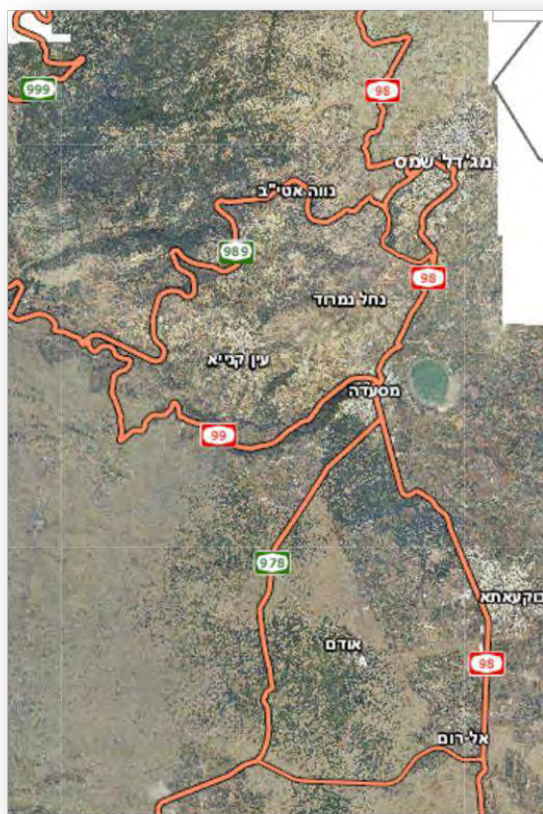 999
98
מג'דל שמס
נווה אטי"ב
989
98
נחל נמרוד
עין קנייא
מסעדה
99
978
בוקעאתא
אודם
98
אל-רום